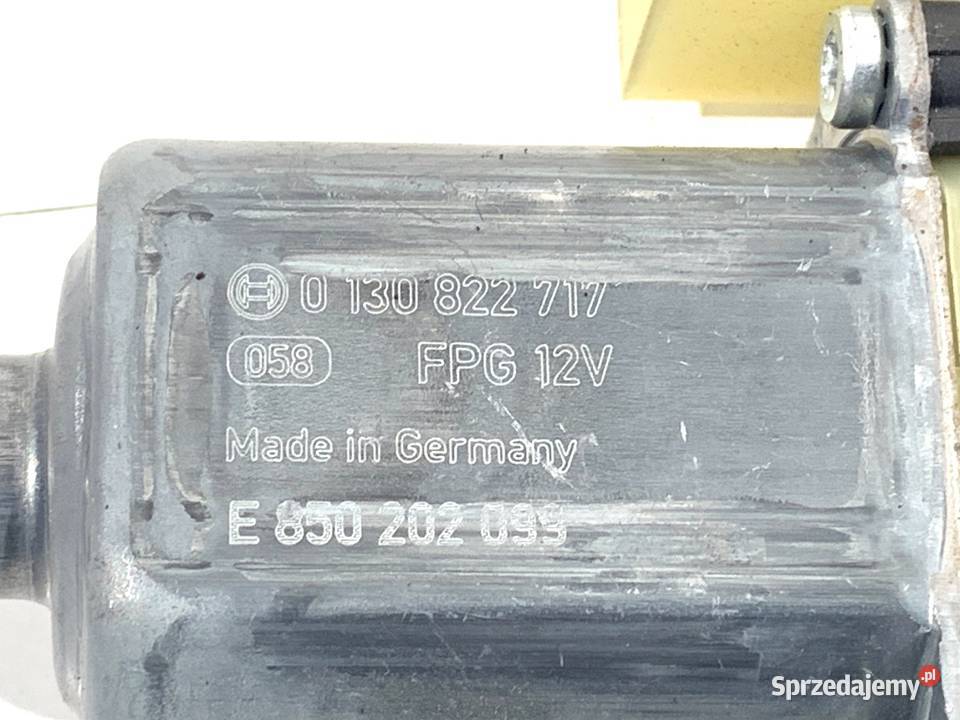 0 130 822 717
058 FPG 12V
Made in Germany
E 850 202 099
Sprzedajemy.pl